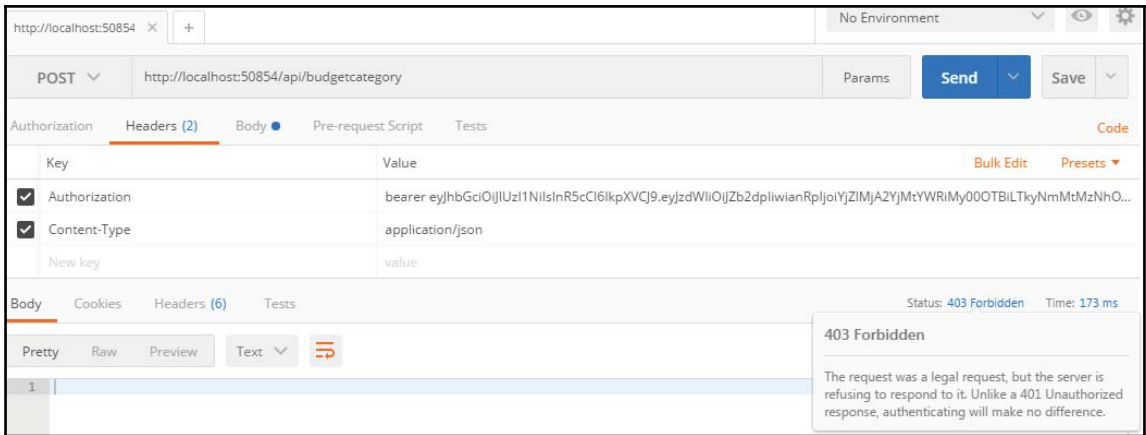 http://localhost:50854
No Environment
POST http://localhost:50854/api/budgetcategory Params Send Save
Authorization Headers (2) Body Pre-request Script Tests Code
Key Value Bulk Edit Presets
Authorization bearer
Content-Type application/json
New key value
Body Cookies Headers (6) Tests Status: 403 Forbidden Time: 173 ms
Pretty Raw Preview Text
403 Forbidden
1
The request was a legal request, but the server is
refusing to respond to it. Unlike a 401 Unauthorized
response, authenticating will make no difference.